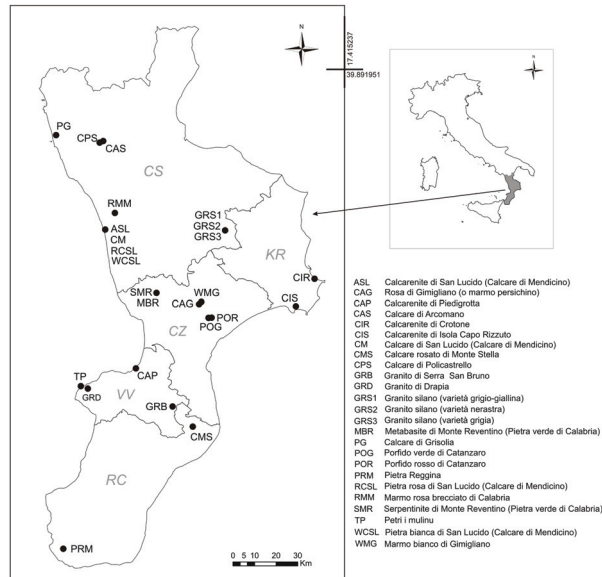 N
17.415237
39.891951
N
PG
CPS
CAS
CS
RMM
ASL
CM
RCSL
WCSL
GRS1
GRS2
GRS3
KR
CIR
SMR
MBR
WMG
CAG
CIS
POR
POG
CZ
CAP
TP
GRD
VV
GRB
CMS
RC
PRM
0 5 10 20 30
Km
ASL Calcarenite di San Lucido (Calcare di Mendicino)
CAG Rosa di Gimigliano (o marmo persichino)
CAP Calcarenite di Piedigrotta
CAS Calcare di Arcomano
CIR Calcarenite di Crotone
CIS Calcarenite di Isola Capo Rizzuto
CM Calcare di San Lucido (Calcare di Mendicino)
CMS Calcare rosato di Monte Stella
CPS Calcare di Policastrello
GRB Granito di Serra San Bruno
GRD Granito di Drapia
GRS1 Granito silano (varietà grigio-giallina)
GRS2 Granito silano (varietà nerastra)
GRS3 Granito silano (varietà grigia)
MBR Metabasite di Monte Reventino (Pietra verde di Calabria)
PG Calcare di Grisolia
POG Porfido verde di Catanzaro
POR Porfido rosso di Catanzaro
PRM Pietra Reggina
RCSL Pietra rosa di San Lucido (Calcare di Mendicino)
RMM Marmo rosa brecciato di Calabria
SMR Serpentinite di Monte Reventino (Pietra verde di Calabria)
TP Petri i mulinu
WCSL Pietra bianca di San Lucido (Calcare di Mendicino)
WMG Marmo bianco di Gimigliano